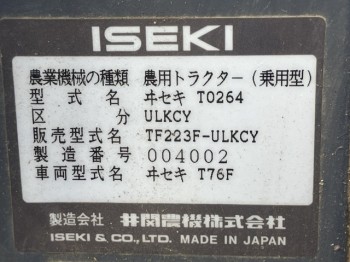 ISEKI
農業機械の種類 農用トラクター(乗用型)
型式名 ヰセキ T0264
区分 ULKCY
販売型式名 TF223F-ULKCY
製造番号 004002
車両型式名 ヰセキ T76F
製造会社 井関農機株式会社
ISEKI & CO., LTD. MADE IN JAPAN